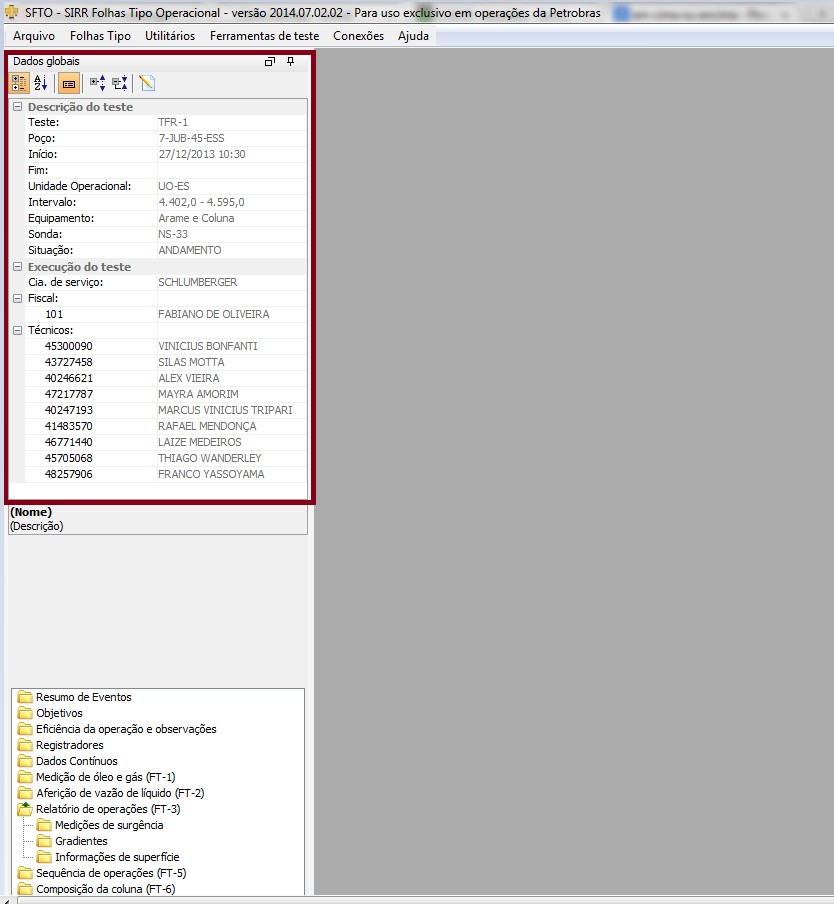 SFTO - SIRR Folhas Tipo Operacional - versão 2014.07.02.02 - Para uso exclusivo em operações da Petrobras
Arquivo Folhas Tipo Utilitários Ferramentas de teste Conexões Ajuda
Dados globais
Descrição do teste
Teste: TFR-1
Poço: 7-JUB-45-ESS
Início: 27/12/2013 10:30
Fim:
Unidade Operacional: UO-ES
Intervalo: 4.402,0 - 4.595,0
Equipamento: Arame e Coluna
Sonda: NS-33
Situação: ANDAMENTO
Execução do teste
Cia. de serviço: SCHLUMBERGER
Fiscal:
101 FABIANO DE OLIVEIRA
Técnicos:
45300090 VINICIUS BONFANTI
43727458 SILAS MOTTA
40246621 ALEX VIEIRA
47217787 MAYRA AMORIM
40247193 MARCUS VINICIUS TRIPARI
41483570 RAFAEL MENDONÇA
46771440 LAIZE MEDEIROS
45705068 THIAGO WANDERLEY
48257906 FRANCO YASSOYAMA
(Nome)
(Descrição)
Resumo de Eventos
Objetivos
Eficiência da operação e observações
Registradores
Dados Contínuos
Medição de óleo e gás (FT-1)
Aferição de vazão de líquido (FT-2)
Relatório de operações (FT-3)
Medições de surgência
Gradientes
Informações de superfície
Sequência de operações (FT-5)
Composição da coluna (FT-6)